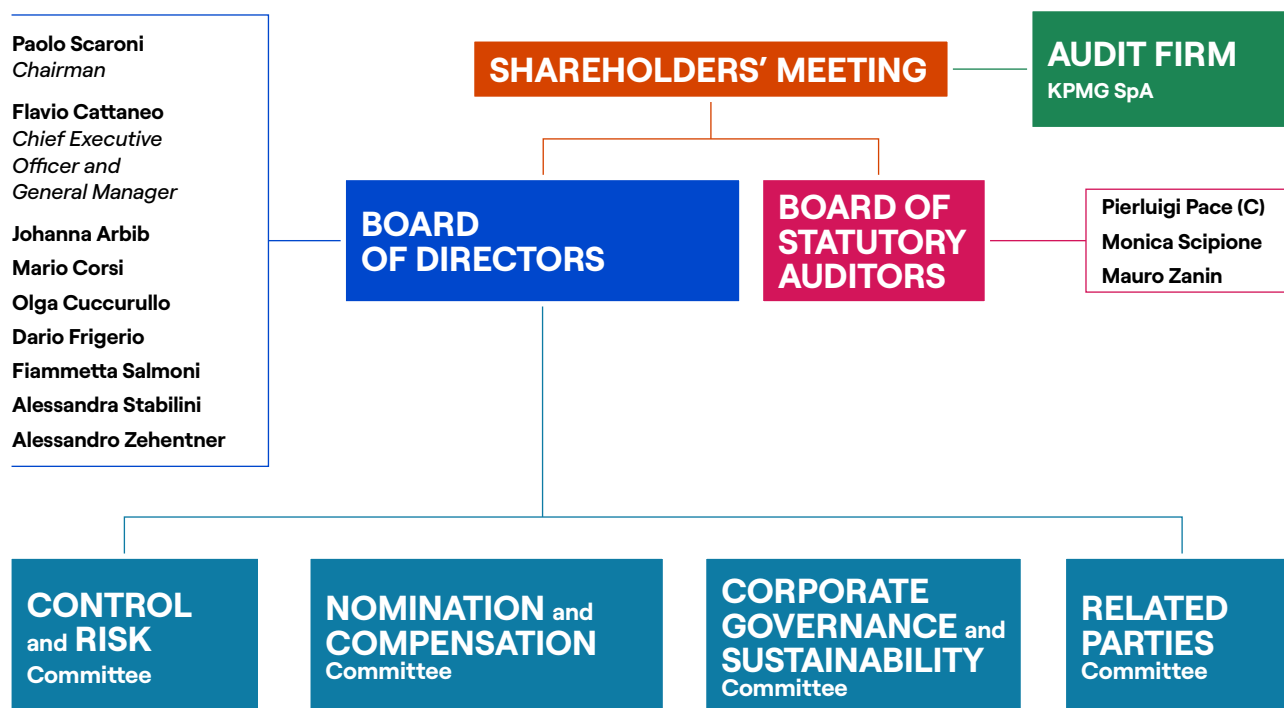 Paolo Scaroni
Chairman
Flavio Cattaneo
Chief Executive
Officer and
General Manager
Johanna Arbib
Mario Corsi
Olga Cuccurullo
Dario Frigerio
Fiammetta Salmoni
Alessandra Stabilini
Alessandro Zehentner
SHAREHOLDERS’ MEETING
AUDIT FIRM
KPMG SpA
BOARD
OF DIRECTORS
BOARD OF
STATUTORY
AUDITORS
Pierluigi Pace (C)
Monica Scipione
Mauro Zanin
CONTROL
and RISK
Committee
NOMINATION and
COMPENSATION
Committee
CORPORATE
GOVERNANCE and
SUSTAINABILITY
Committee
RELATED
PARTIES
Committee